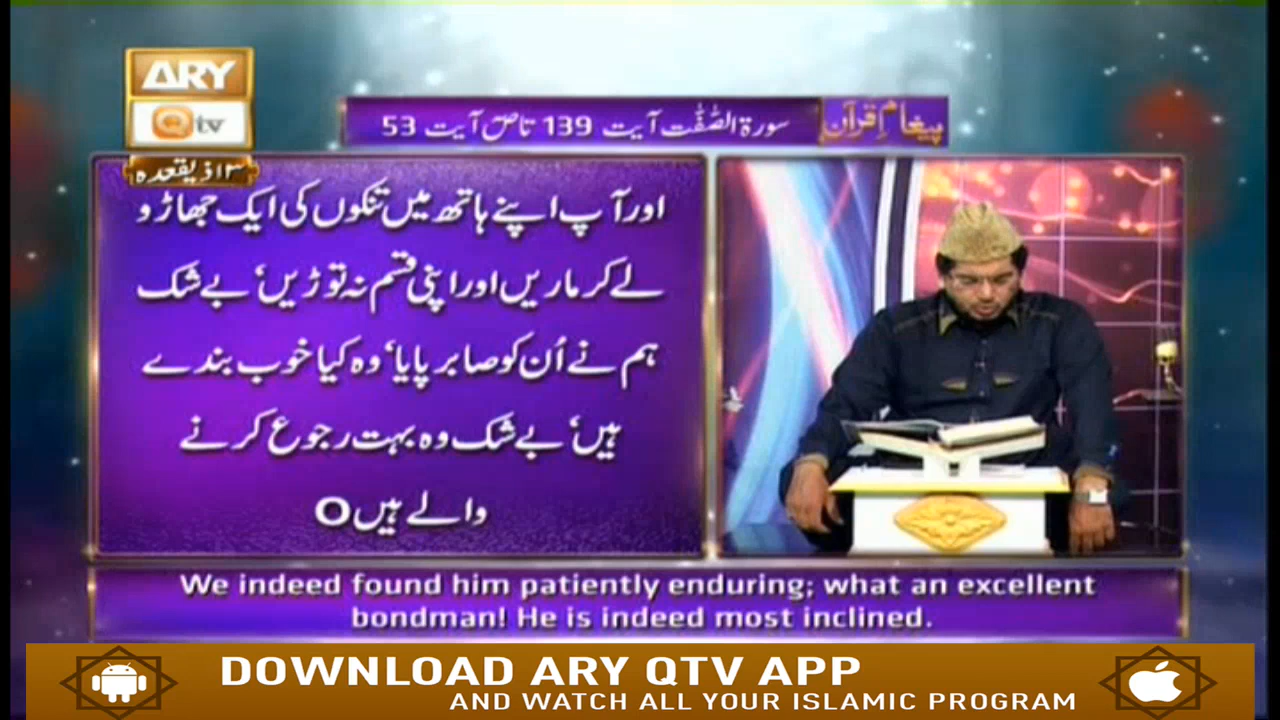 ARY
Qtv
پیغامِ قرآن
سورۃ الصّٰفّٰت آیت 139 تا صٓ آیت 53
۱۳ ذیقعدہ
اور آپ اپنے ہاتھ میں تنکوں کی ایک جھاڑو
لے کر ماریں اور اپنی قسم نہ توڑیں‘ بے شک
ہم نے اُن کو صابر پایا‘ وہ کیا خوب بندے
ہیں‘ بے شک وہ بہت رجوع کرنے
والے ہیں O
We indeed found him patiently enduring; what an excellent
bondman! He is indeed most inclined.
DOWNLOAD ARY QTV APP
AND WATCH ALL YOUR ISLAMIC PROGRAM